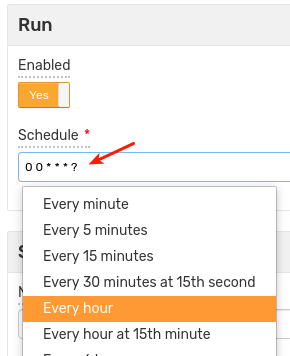 Run
Enabled
Yes
Schedule *
0 0 * * * ?
Every minute
Every 5 minutes
Every 15 minutes
Every 30 minutes at 15th second
Every hour
Every hour at 15th minute